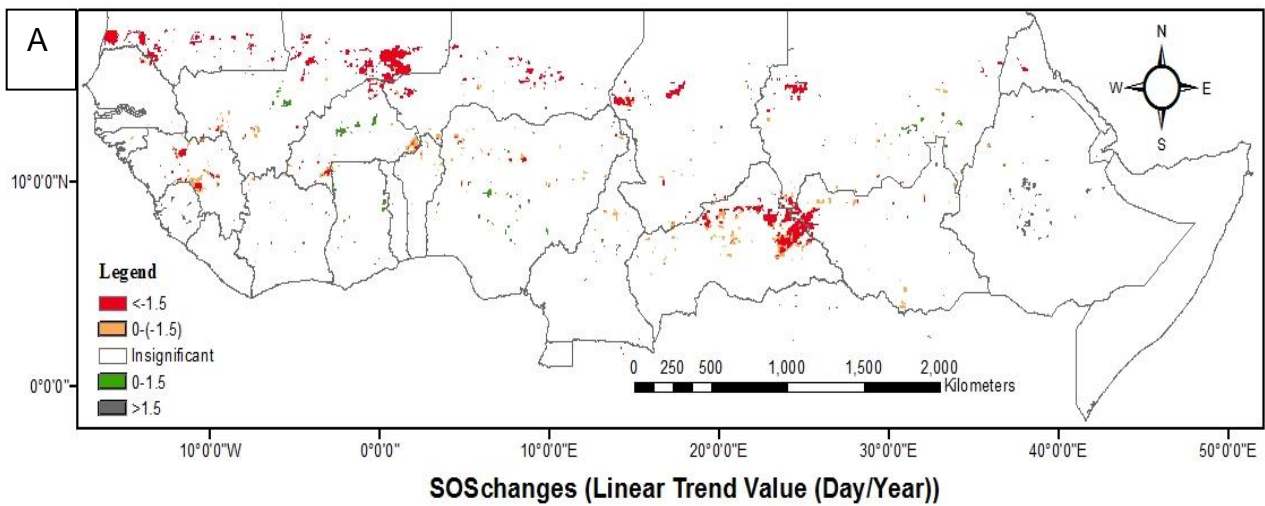 A
N
W E
S
10°0'0"N
Legend
<-1.5
0-(-1.5)
Insignificant
0-1.5
>1.5
0°0'0"
0 250 500 1,000 1,500 2,000
Kilometers
10°0'0"W 0°0'0" 10°0'0"E 20°0'0"E 30°0'0"E 40°0'0"E 50°0'0"E
SOSchanges (Linear Trend Value (Day/Year))